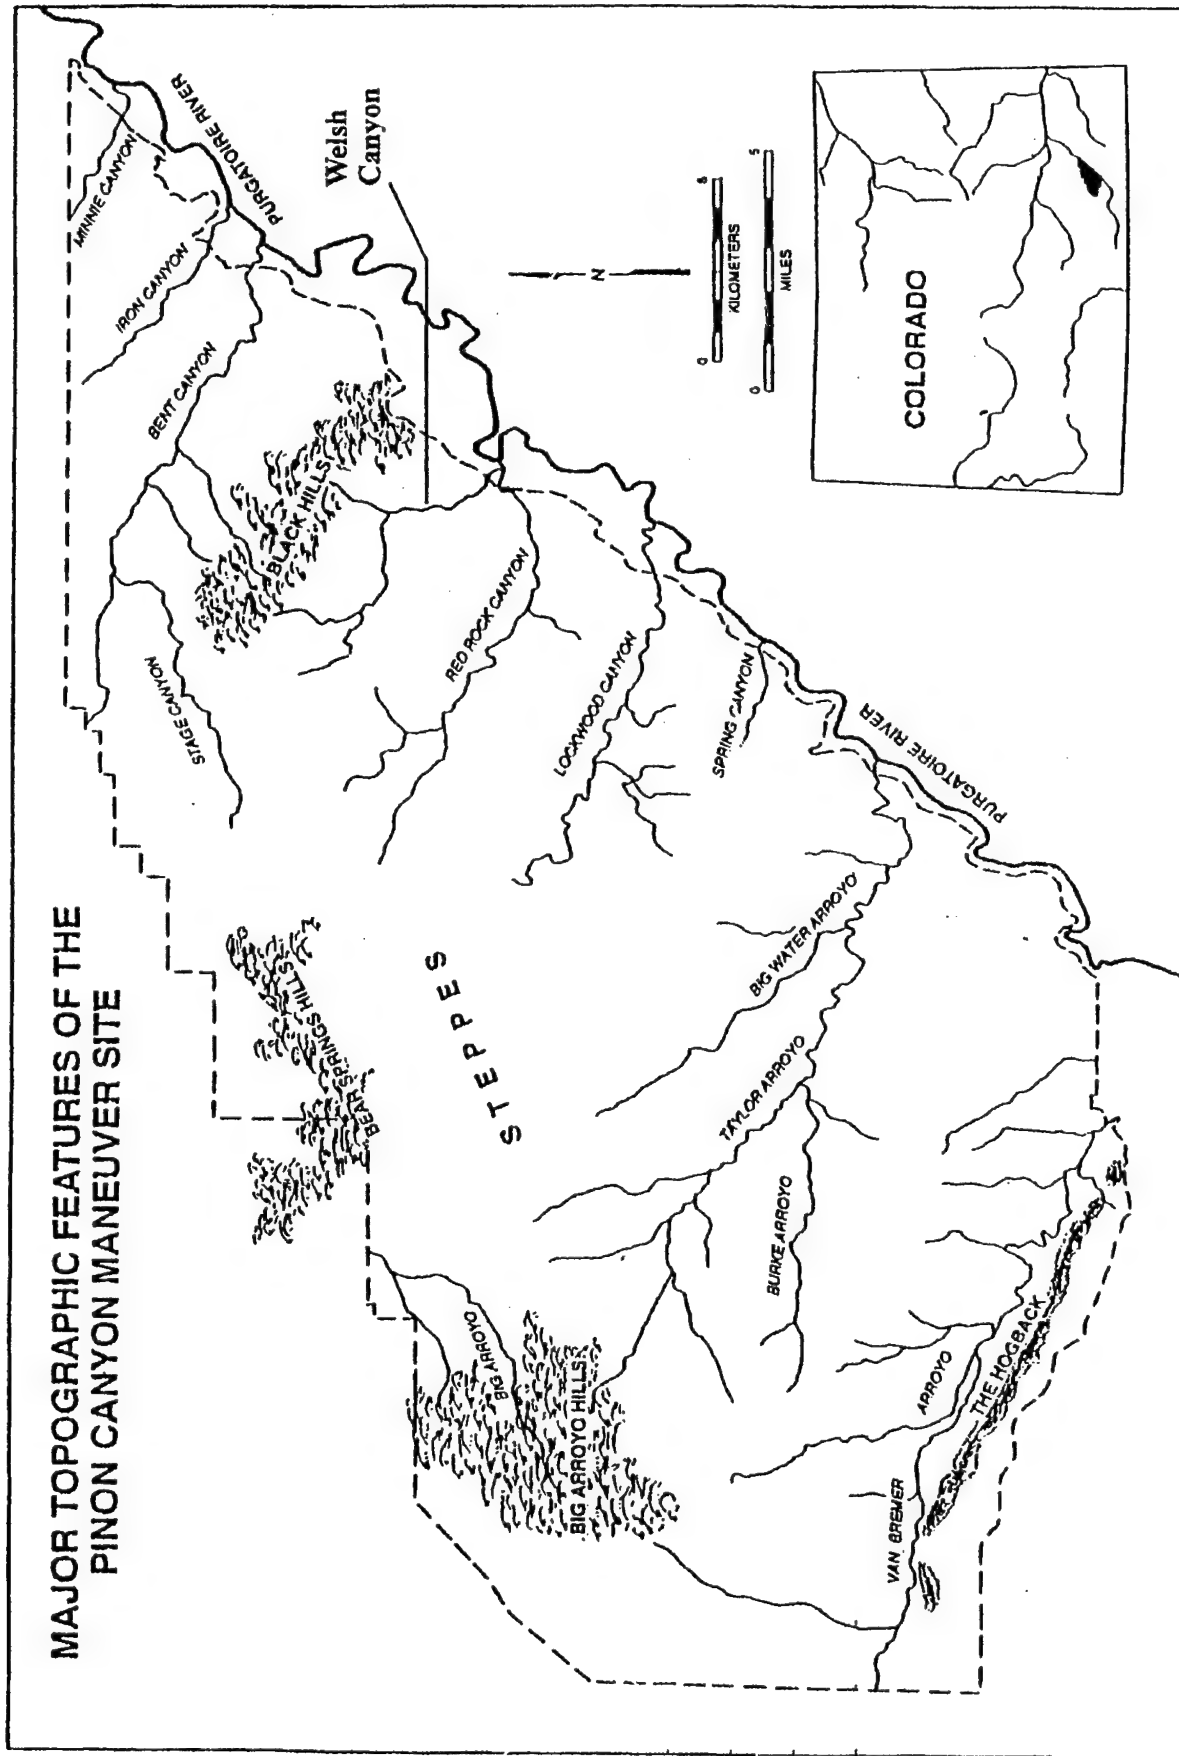 MAJOR TOPOGRAPHIC FEATURES OF THE
PINON CANYON MANEUVER SITE
MINNIE CANYON
PURGATOIRE RIVER
IRON CANYON
BENT CANYON
Welsh
Canyon
BLACK HILLS
STAGE CANYON
RED ROCK CANYON
LOCKWOOD CANYON
SPRING CANYON
PURGATOIRE RIVER
BEAR SPRINGS HILLS
STEPPES
BIG WATER ARROYO
TAYLOR ARROYO
BURKE ARROYO
BIG ARROYO
BIG ARROYO HILLS
VAN BREMER
ARROYO
THE HOGBACK
N
0 8
KILOMETERS
0 5
MILES
COLORADO